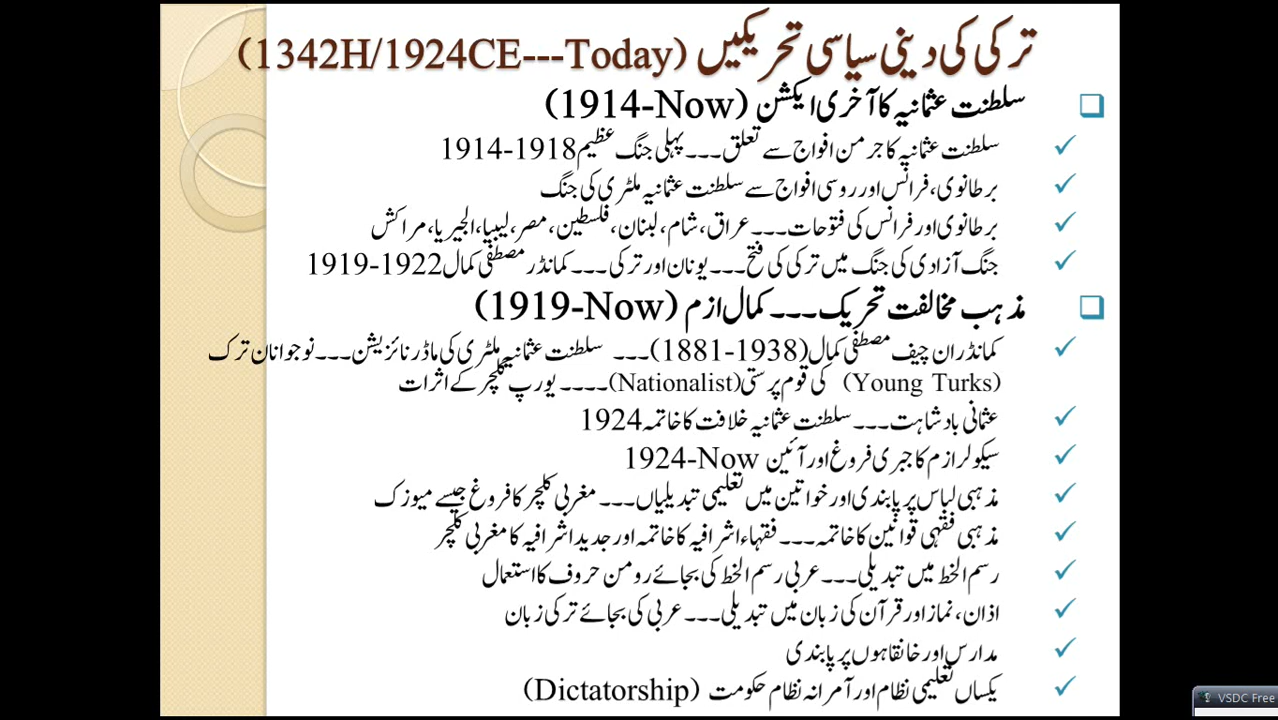 ترکی کی دینی سیاسی تحریکیں (1342H/1924CE---Today)
سلطنت عثمانیہ کا آخری ایکشن (1914-Now)
سلطنت عثمانیہ کا جرمن افواج سے تعلق۔۔۔ پہلی جنگ عظیم 1918-1914
برطانوی، فرانس اور روسی افواج سے سلطنت عثمانیہ ملٹری کی جنگ
برطانوی اور فرانس کی فتوحات۔۔۔ عراق، شام، لبنان، فلسطین، مصر، لیبیا، الجیریا، مراکش
جنگ آزادی کی جنگ میں ترکی کی فتح۔۔۔ یونان اور ترکی۔۔۔ کمانڈر مصطفی کمال 1922-1919
مذہب مخالفت تحریک۔۔۔ کمال ازم (1919-Now)
کمانڈر ان چیف مصطفی کمال (1938-1881)۔۔۔ سلطنت عثمانیہ ملٹری کی ماڈرنائزیشن۔۔۔ نوجوانان ترک
(Young Turks) کی قوم پرستی (Nationalist)۔۔۔۔ یورپ کلچر کے اثرات
عثمانی بادشاہت۔۔۔ سلطنت عثمانیہ خلافت کا خاتمہ 1924
سیکولرازم کا جبری فروغ اور آئین 1924-Now
مذہبی لباس پر پابندی اور خواتین میں تعلیمی تبدیلیاں۔۔۔ مغربی کلچر کا فروغ جیسے میوزک
مذہبی فقہی قوانین کا خاتمہ۔۔۔ فقہاء اشرافیہ کا خاتمہ اور جدید اشرافیہ کا مغربی کلچر
رسم الخط میں تبدیلی۔۔۔ عربی رسم الخط کی بجائے رومن حروف کا استعمال
اذان، نماز اور قرآن کی زبان میں تبدیلی۔۔۔ عربی کی بجائے ترکی زبان
مدارس اور خانقاہوں پر پابندی
یکساں تعلیمی نظام اور آمرانہ نظام حکومت (Dictatorship)
VSDC Free